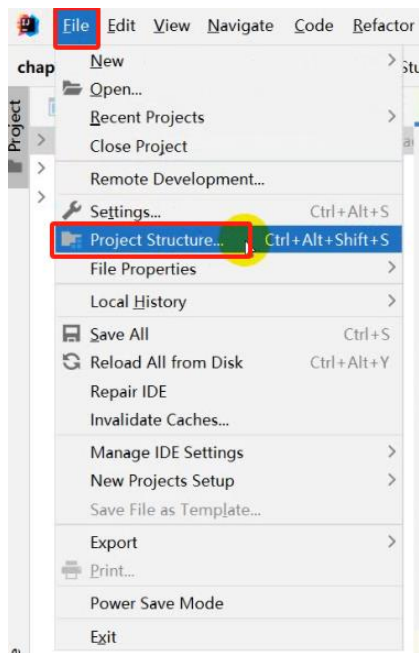 File Edit View Navigate Code Refactor
chap
Project
New
Open...
Recent Projects
Close Project
Remote Development...
Settings... Ctrl+Alt+S
Project Structure... Ctrl+Alt+Shift+S
File Properties
Local History
Save All Ctrl+S
Reload All from Disk Ctrl+Alt+Y
Repair IDE
Invalidate Caches...
Manage IDE Settings
New Projects Setup
Save File as Template...
Export
Print...
Power Save Mode
Exit